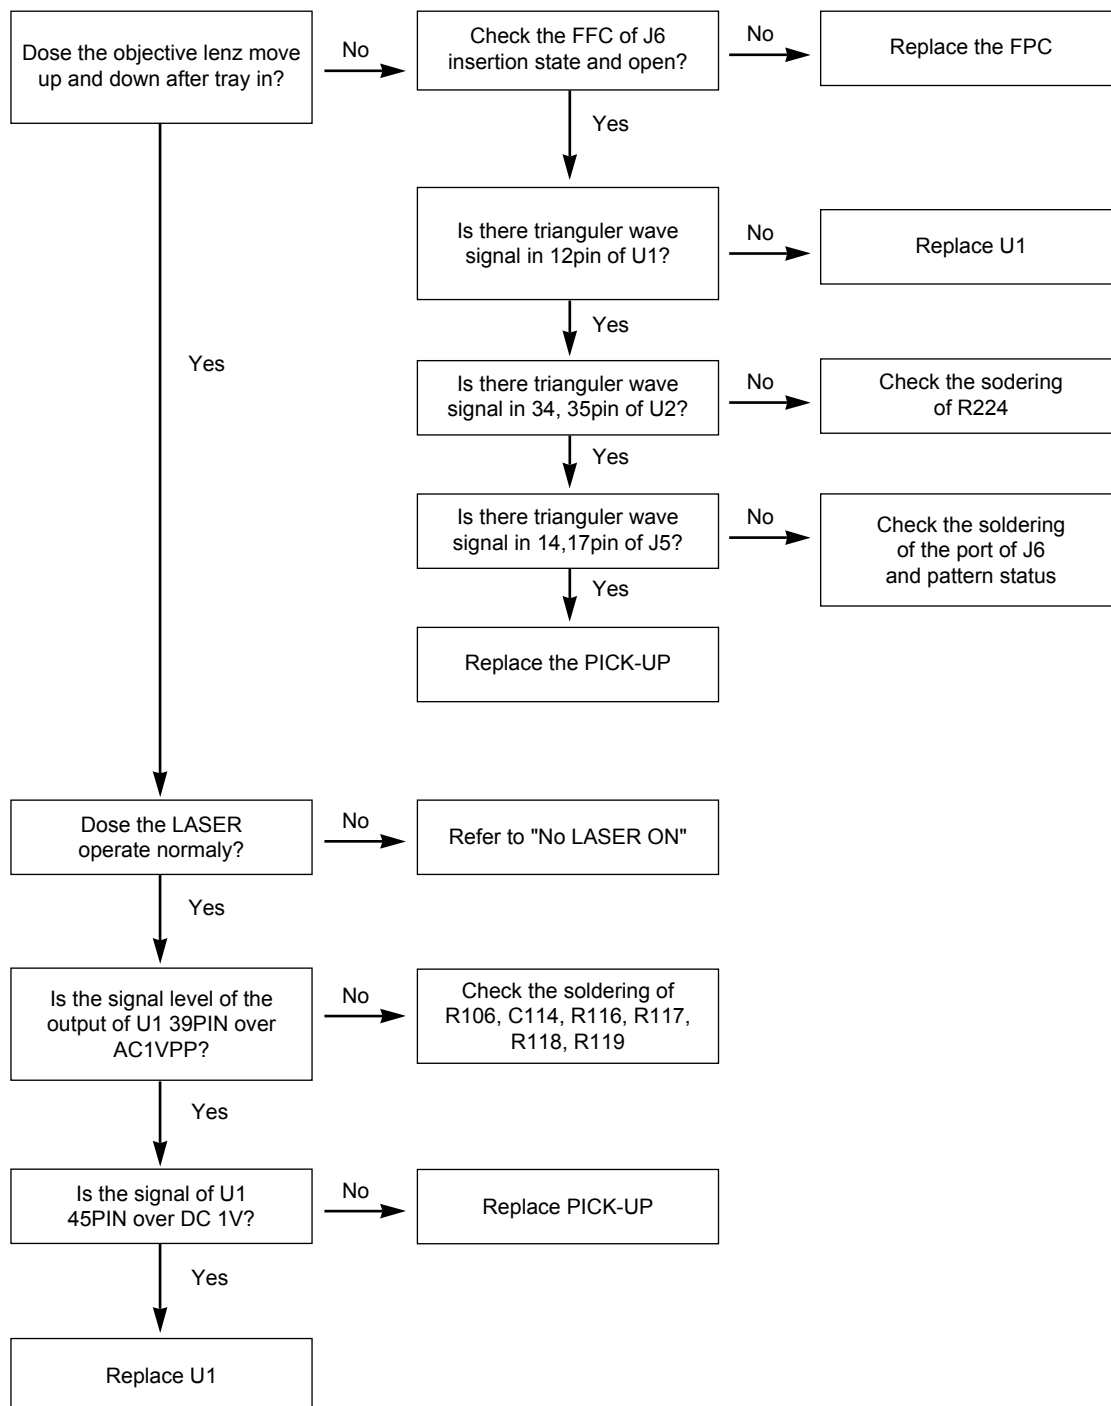 Dose the objective lenz move
up and down after tray in?
No
Check the FFC of J6
insertion state and open?
No
Replace the FPC
Yes
Is there trianguler wave
signal in 12pin of U1?
No
Replace U1
Yes
Yes
Is there trianguler wave
signal in 34, 35pin of U2?
No
Check the sodering
of R224
Yes
Is there trianguler wave
signal in 14,17pin of J5?
No
Check the soldering
of the port of J6
and pattern status
Yes
Replace the PICK-UP
Dose the LASER
operate normaly?
No
Refer to "No LASER ON"
Yes
Is the signal level of the
output of U1 39PIN over
AC1VPP?
No
Check the soldering of
R106, C114, R116, R117,
R118, R119
Yes
Is the signal of U1
45PIN over DC 1V?
No
Replace PICK-UP
Yes
Replace U1